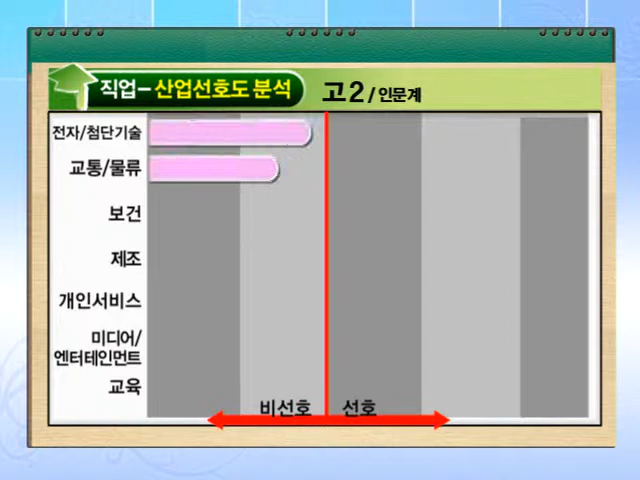 직업-산업선호도 분석
고2/인문계
전자/첨단기술
교통/물류
보건
제조
개인서비스
미디어/
엔터테인먼트
교육
비선호
선호